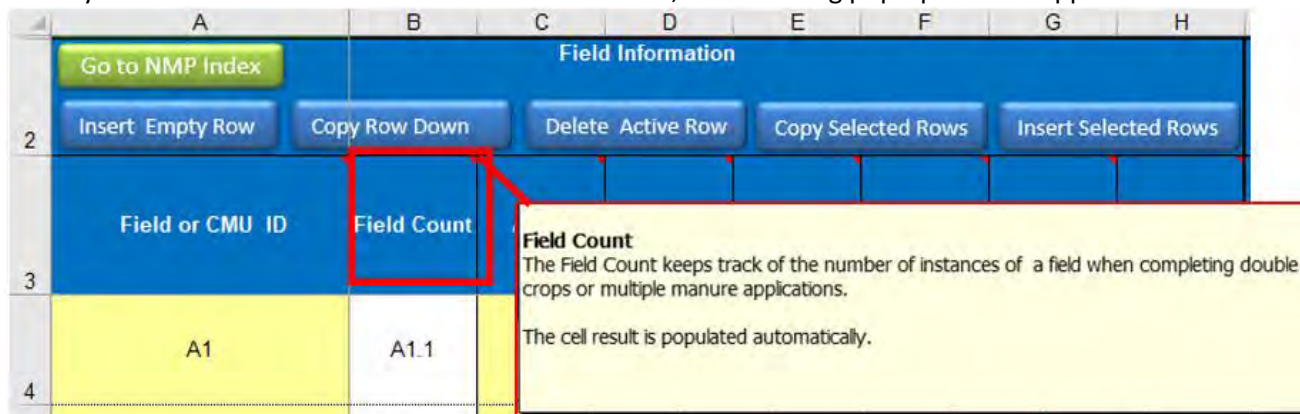 A B C D E F G H
Go to NMP Index Field Information
2 Insert Empty Row Copy Row Down Delete Active Row Copy Selected Rows Insert Selected Rows
3 Field or CMU ID Field Count
Field Count
The Field Count keeps track of the number of instances of a field when completing double
crops or multiple manure applications.
The cell result is populated automatically.
4 A1 A1.1